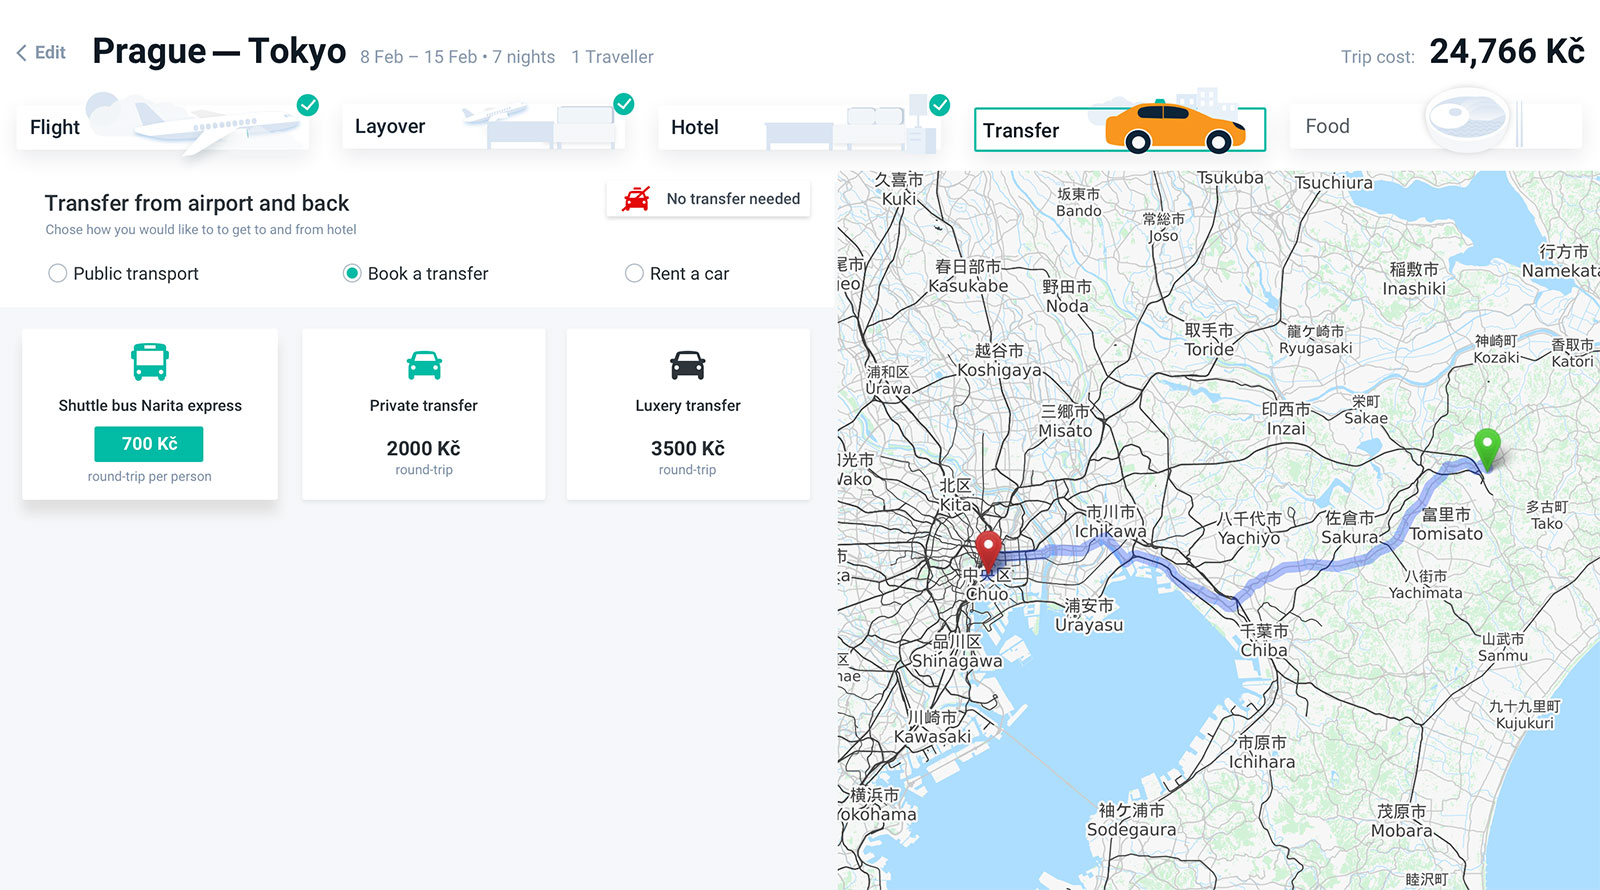 Edit
Prague — Tokyo
8 Feb – 15 Feb • 7 nights
1 Traveller
Trip cost:
24,766 Kč
Flight
Layover
Hotel
Transfer
Food
Transfer from airport and back
Chose how you would like to to get to and from hotel
No transfer needed
Public transport
Book a transfer
Rent a car
Shuttle bus Narita express
700 Kč
round-trip per person
Private transfer
2000 Kč
round-trip
Luxery transfer
3500 Kč
round-trip
久喜市
Kuki
坂東市
Bando
Tsukuba
Tsuchiura
常総市
Joso
行方市
Namekata
春日部市
Kasukabe
野田市
Noda
稲敷市
Inashiki
取手市
Toride
龍ケ崎市
Ryugasaki
神崎町
Kozaki
香取市
Katori
越谷市
Koshigaya
浦和区
Urawa
三郷市
Misato
印西市
Inzai
栄町
Sakae
北区
Kita
市川市
Ichikawa
八千代市
Yachiyo
佐倉市
Sakura
富里市
Tomisato
多古町
Tako
中央区
Chuo
浦安市
Urayasu
八街市
Yachimata
千葉市
Chiba
山武市
Sanmu
品川区
Shinagawa
川崎市
Kawasaki
九十九里町
Kujukuri
市原市
Ichihara
横浜市
okohama
袖ケ浦市
Sodegaura
茂原市
Mobara
睦沢町